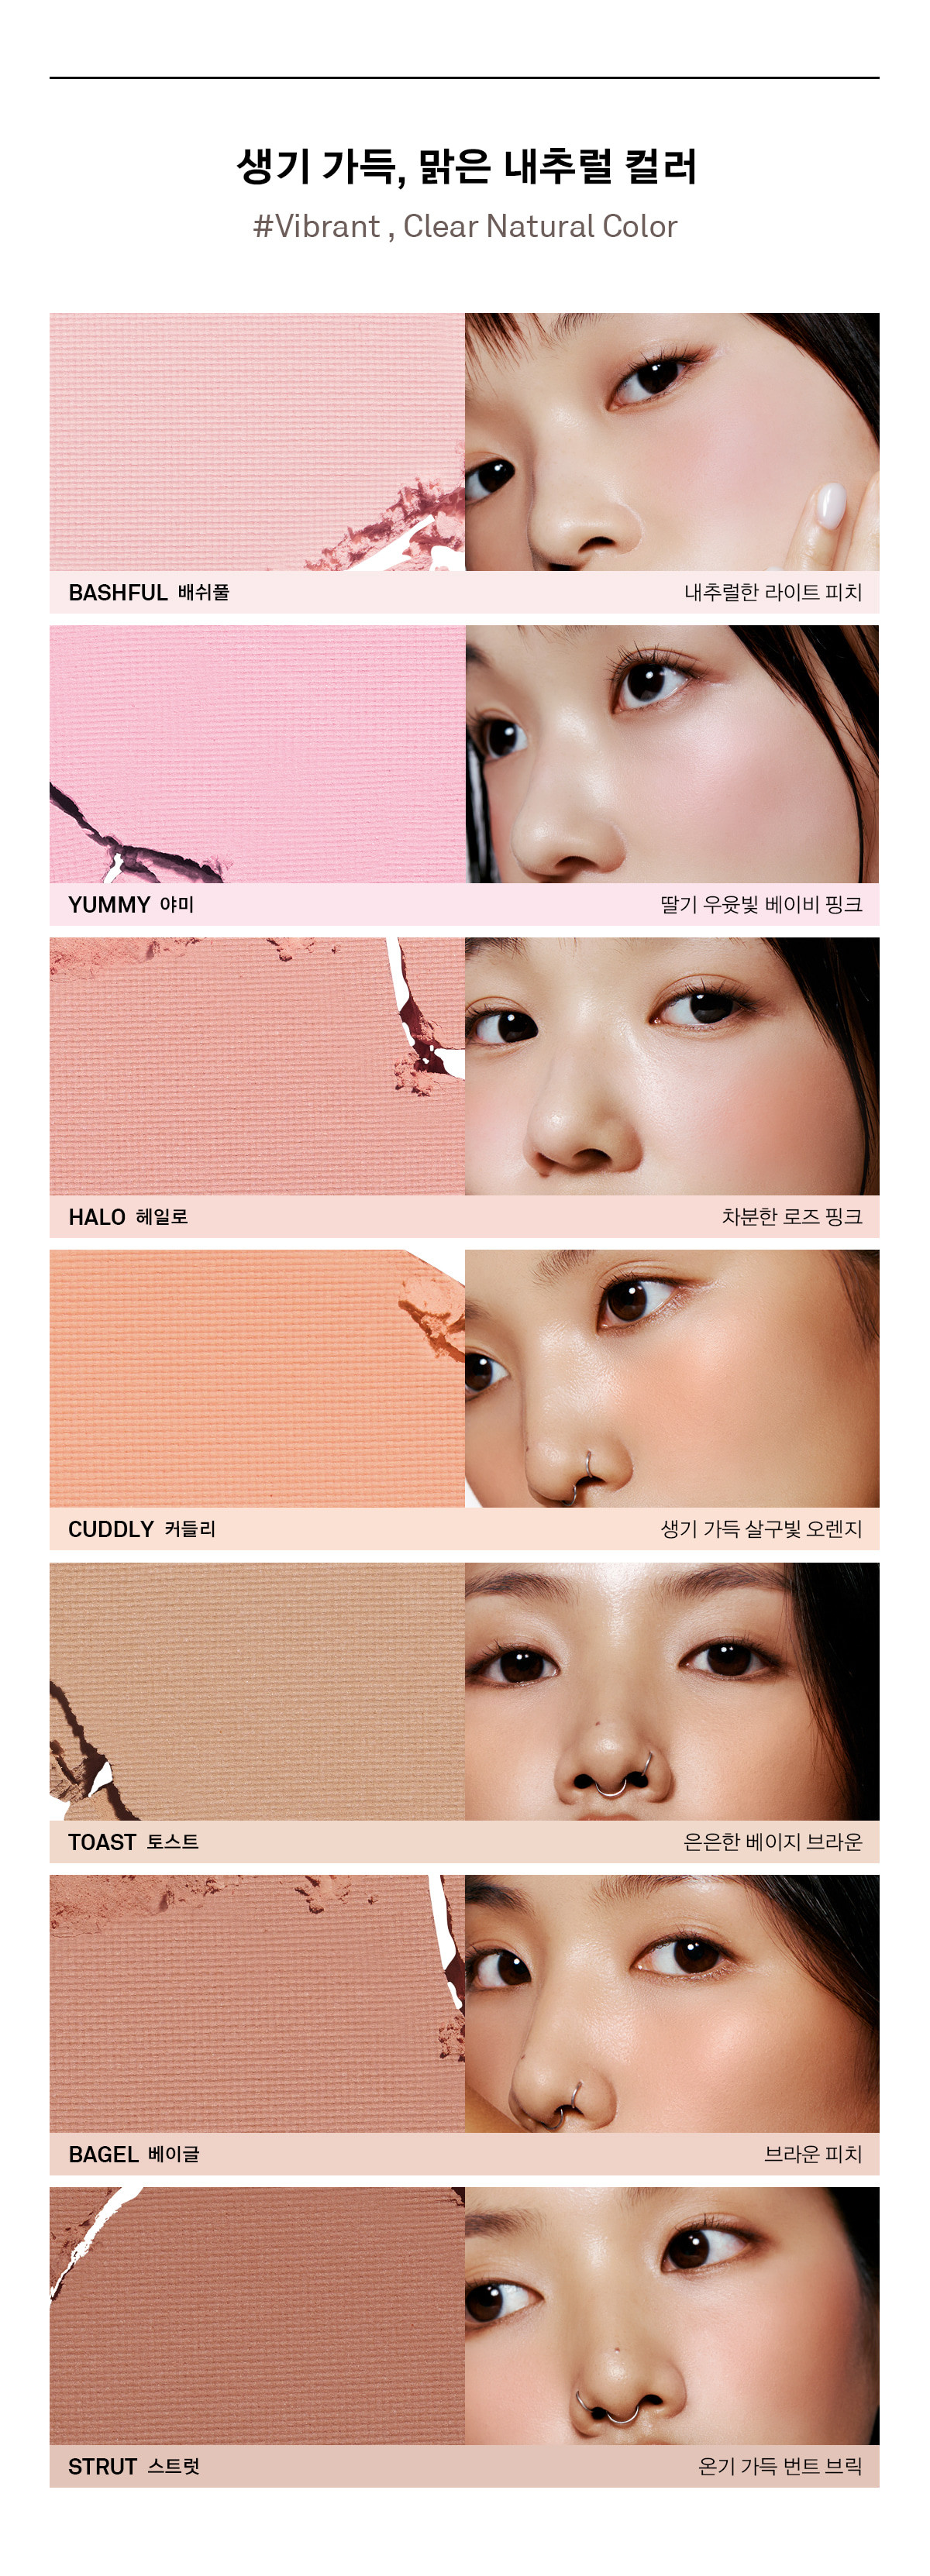 생기 가득, 맑은 내추럴 컬러
#Vibrant , Clear Natural Color
BASHFUL 배쉬풀 내추럴한 라이트 피치
YUMMY 야미 딸기 우윳빛 베이비 핑크
HALO 헤일로 차분한 로즈 핑크
CUDDLY 커들리 생기 가득 살구빛 오렌지
TOAST 토스트 은은한 베이지 브라운
BAGEL 베이글 브라운 피치
STRUT 스트럿 온기 가득 번트 브릭